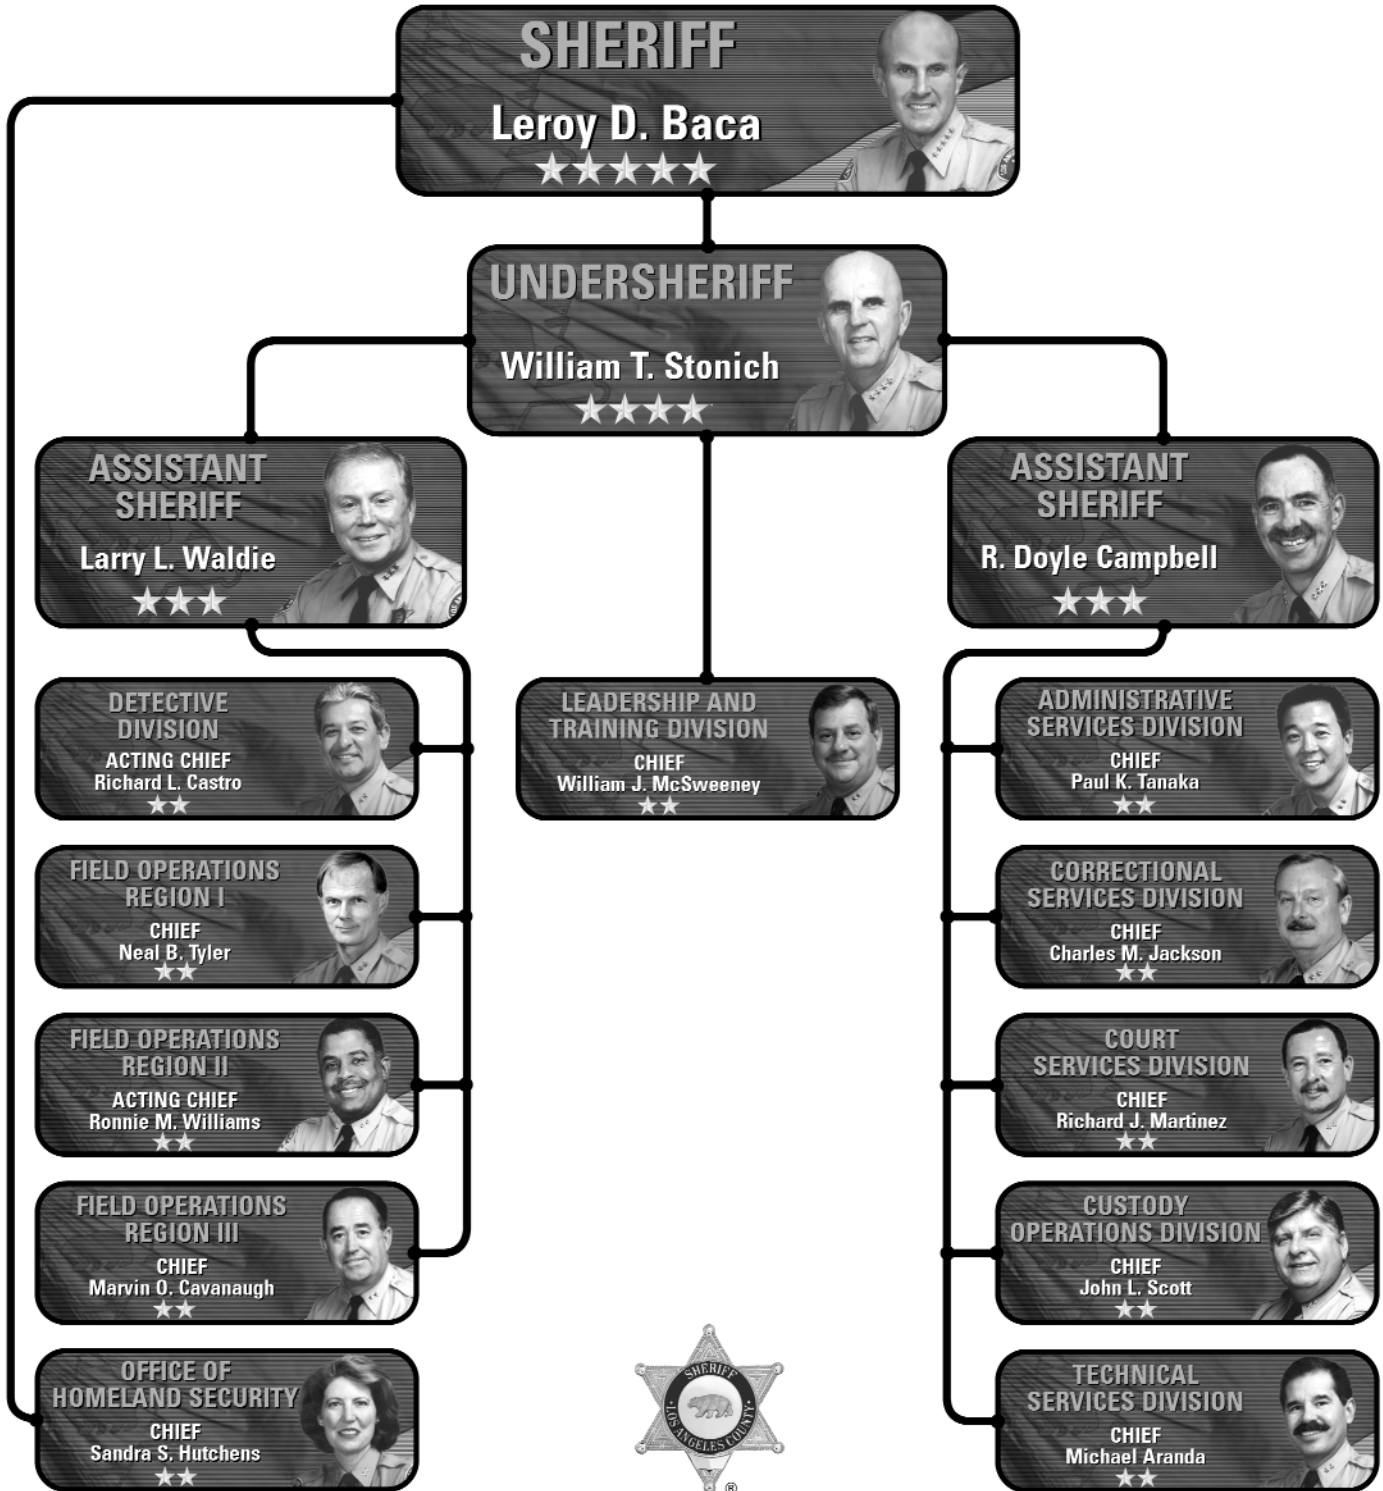 SHERIFF
Leroy D. Baca
UNDERSHERIFF
William T. Stonich
ASSISTANT
SHERIFF
Larry L. Waldie
ASSISTANT
SHERIFF
R. Doyle Campbell
DETECTIVE
DIVISION
ACTING CHIEF
Richard L. Castro
LEADERSHIP AND
TRAINING DIVISION
CHIEF
William J. McSweeney
ADMINISTRATIVE
SERVICES DIVISION
CHIEF
Paul K. Tanaka
FIELD OPERATIONS
REGION I
CHIEF
Neal B. Tyler
CORRECTIONAL
SERVICES DIVISION
CHIEF
Charles M. Jackson
FIELD OPERATIONS
REGION II
ACTING CHIEF
Ronnie M. Williams
COURT
SERVICES DIVISION
CHIEF
Richard J. Martinez
FIELD OPERATIONS
REGION III
CHIEF
Marvin O. Cavanaugh
CUSTODY
OPERATIONS DIVISION
CHIEF
John L. Scott
OFFICE OF
HOMELAND SECURITY
CHIEF
Sandra S. Hutchens
SHERIFF
LOS ANGELES COUNTY
®
TECHNICAL
SERVICES DIVISION
CHIEF
Michael Aranda